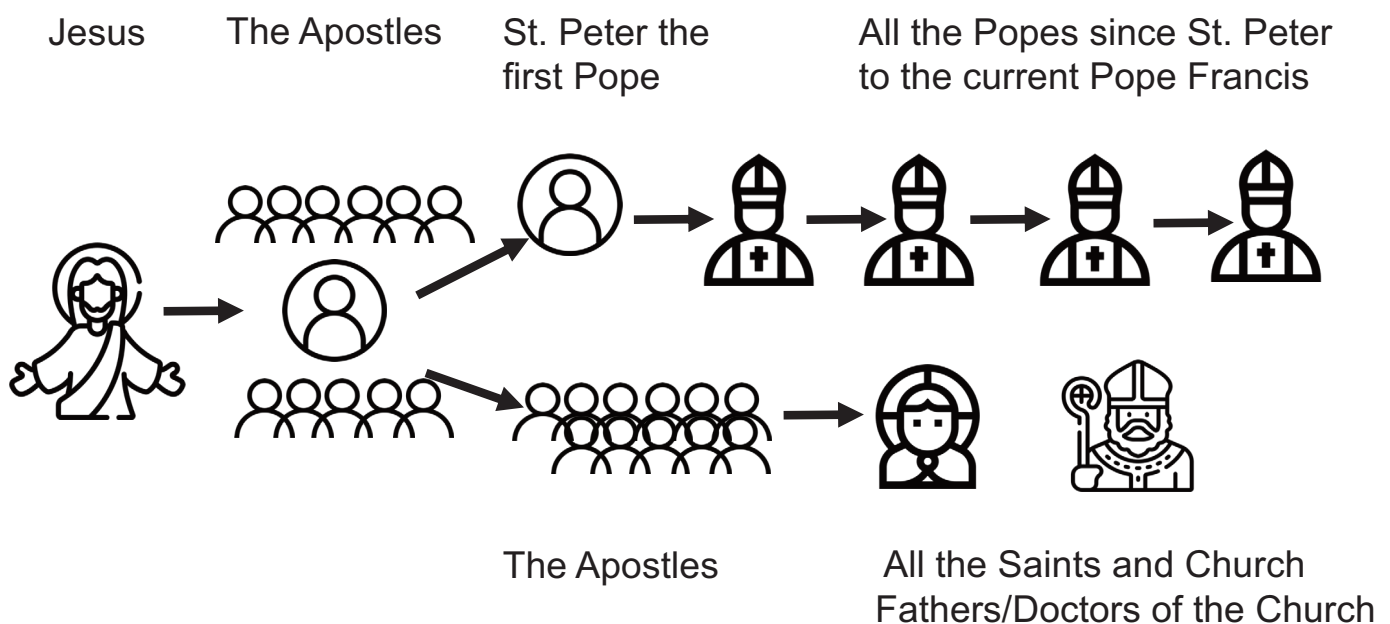 Jesus
The Apostles
St. Peter the
first Pope
All the Popes since St. Peter
to the current Pope Francis
The Apostles
All the Saints and Church
Fathers/Doctors of the Church